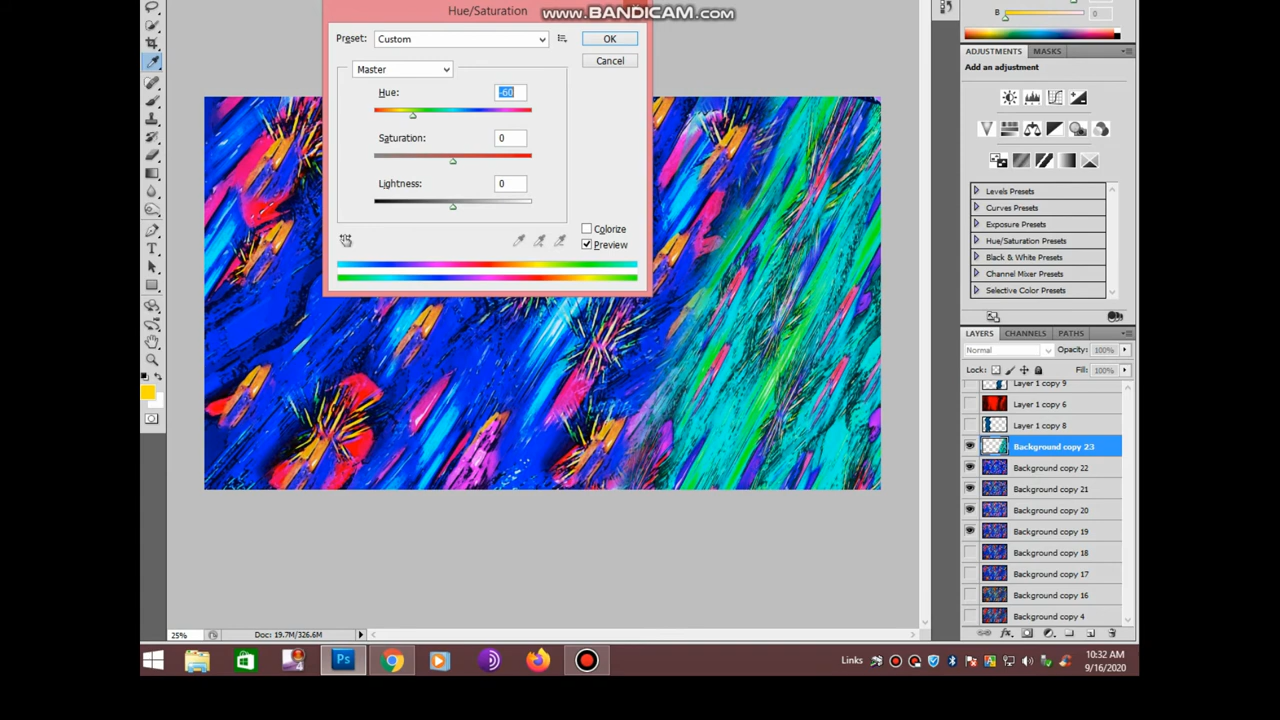 Hue/Saturation
www.BANDICAM.com
Preset: Custom
OK
Cancel
Master
Hue: -60
Saturation: 0
Lightness: 0
Colorize
Preview
B 0
ADJUSTMENTS MASKS
Add an adjustment
Levels Presets
Curves Presets
Exposure Presets
Hue/Saturation Presets
Black & White Presets
Channel Mixer Presets
Selective Color Presets
LAYERS CHANNELS PATHS
Normal Opacity: 100%
Lock: Fill: 100%
Layer 1 copy 9
Layer 1 copy 6
Layer 1 copy 8
Background copy 23
Background copy 22
Background copy 21
Background copy 20
Background copy 19
Background copy 18
Background copy 17
Background copy 16
Background copy 4
25% Doc: 19.7M/326.6M
Ps
Links
10:32 AM
9/16/2020